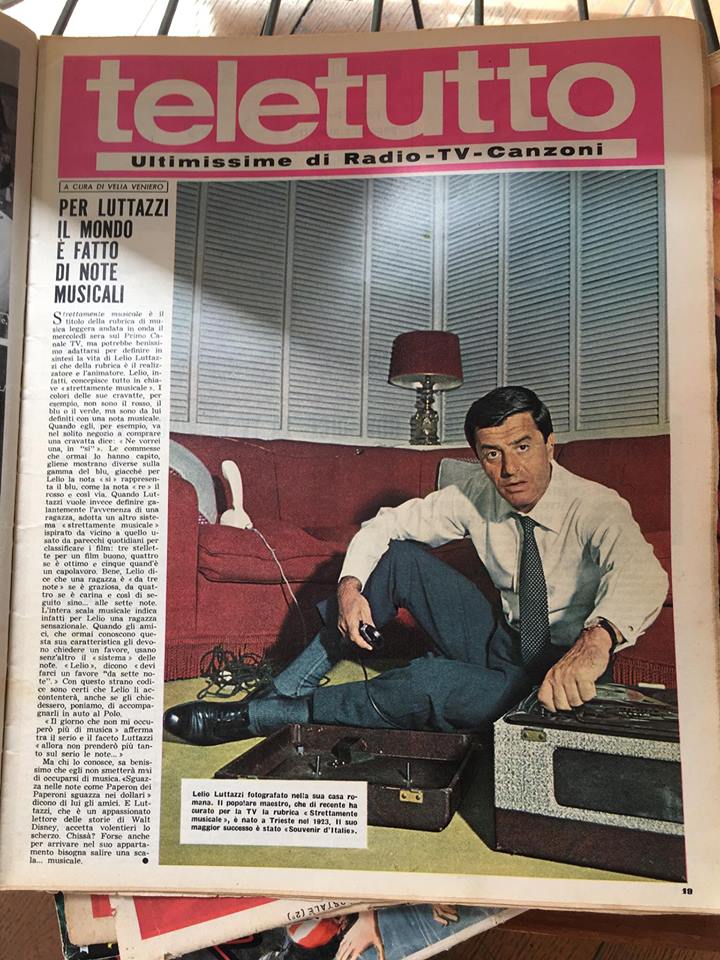 teletutto
Ultimissime di Radio-TV-Canzoni
A CURA DI VELIA VENIERO
PER LUTTAZZI
IL MONDO
È FATTO
DI NOTE
MUSICALI
Strettamente musicale è il
titolo della rubrica di mu-
sica leggera andata in onda il
mercoledì sera sul Primo Ca-
nale TV, ma potrebbe benis-
simo adattarsi per definire in
sintesi la vita di Lelio Luttaz-
zi che della rubrica è il realiz-
zatore e l'animatore. Lelio, in-
fatti, concepisce tutto in chia-
ve «strettamente musicale». I
colori delle sue cravatte, per
esempio, non sono il rosso, il
blu o il verde, ma sono da lui
definiti con una nota musicale.
Quando egli, per esempio, va
nel solito negozio a comprare
una cravatta dice: «Ne vorrei
una, in "si"». Le commesse
che ormai lo hanno capito,
gliene mostrano diverse sulla
gamma del blu, giacché per
Lelio la nota «si» rappresen-
ta il blu, come la nota «re» il
rosso e così via. Quando Lut-
tazzi vuole invece definire ga-
lantemente l'avvenenza di una
ragazza, adotta un altro siste-
ma «strettamente musicale»
ispirato da vicino a quello u-
sato da parecchi quotidiani per
classificare i film: tre stellet-
te per un film buono, quattro
se è ottimo e cinque quand'è
un capolavoro. Bene, Lelio di-
ce che una ragazza è «da tre
note» se è graziosa, da quat-
tro se è carina e così di se-
guito sino... alle sette note.
L'intera scala musicale indica
infatti per Lelio una ragazza
sensazionale. Quando gli ami-
ci, che ormai conoscono que-
sta sua caratteristica gli devo-
no chiedere un favore, usano
senz'altro il «sistema» delle
note. «Lelio», dicono «devi
farci un favore "da sette no-
te".» Con questo strano codi-
ce sono certi che Lelio li ac-
contenterà, anche se gli chie-
dessero, poniamo, di accompa-
gnarli in auto al Polo.
«Il giorno che non mi occu-
però più di musica» afferma
tra il serio e il faceto Luttazzi
«allora non prenderò più tan-
to sul serio le note...»
Ma chi lo conosce, sa benis-
simo che egli non smetterà mai
di occuparsi di musica. «Sguaz-
za nelle note come Paperon dei
Paperoni sguazza nei dollari»
dicono di lui gli amici. E Lut-
tazzi, che è un appassionato
lettore delle storie di Walt
Disney, accetta volentieri lo
scherzo. Chissà? Forse anche
per arrivare nel suo apparta-
mento bisogna salire una sca-
la... musicale.
Lelio Luttazzi fotografato nella sua casa ro-
mana. Il popolare maestro, che di recente ha
curato per la TV la rubrica «Strettamente
musicale», è nato a Trieste nel 1923. Il suo
maggior successo è stato «Souvenir d'Italie».
19
STALE (2°)